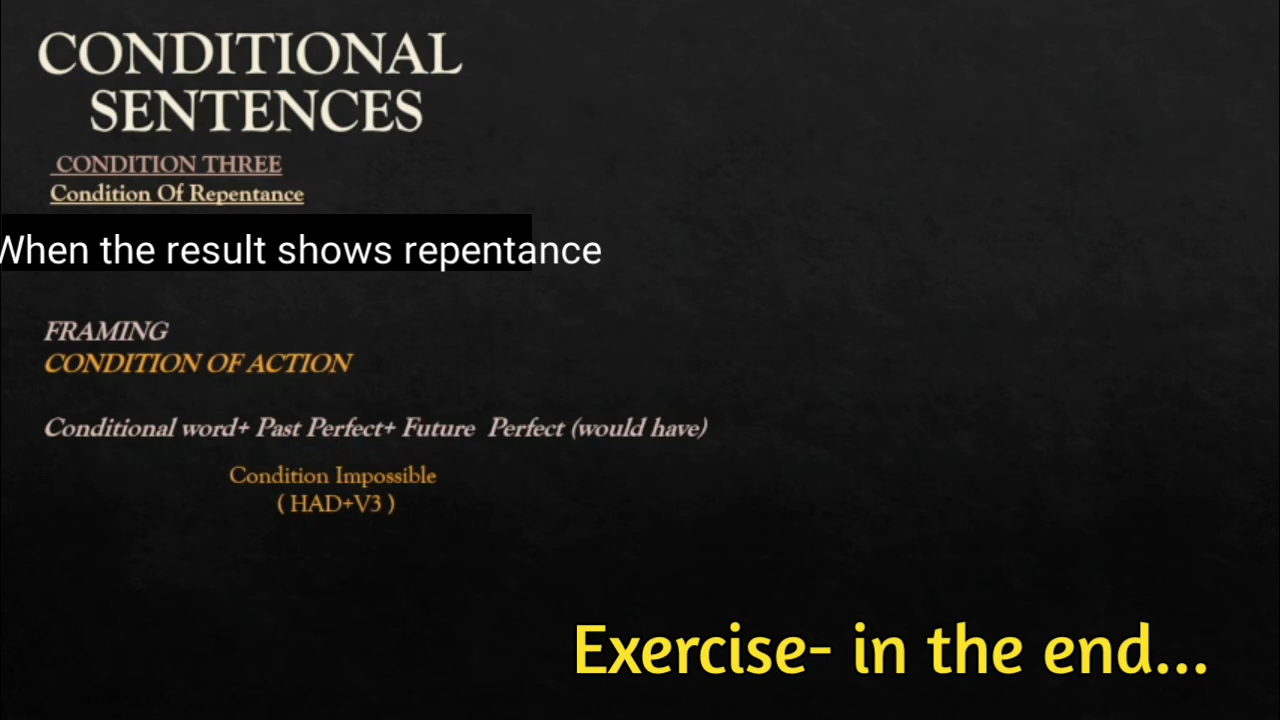 CONDITIONAL
SENTENCES
CONDITION THREE
Condition Of Repentance
When the result shows repentance
FRAMING
CONDITION OF ACTION
Conditional word+ Past Perfect+ Future Perfect (would have)
Condition Impossible
( HAD+V3 )
Exercise- in the end...